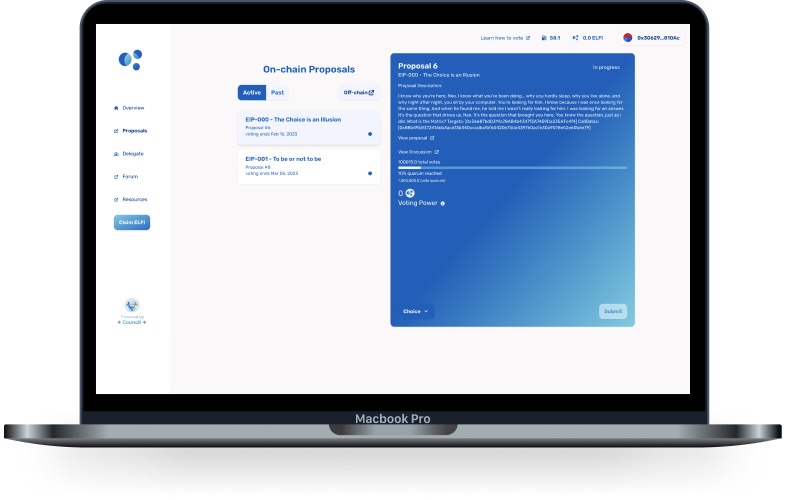 Learn how to vote
58.1
0.0 ELFI
0x30629...810Ac
Overview
Proposals
Delegate
Forum
Resources
Claim ELFI
Powered by
Council
On-chain Proposals
Active
Past
Off-chain
EIP-000 - The Choice is an Illusion
Proposal #6
voting ends Feb 16, 2023
EIP-001 - To be or not to be
Proposal #8
voting ends Mar 05, 2023
Proposal 6
In progress
EIP-000 - The Choice is an Illusion
Proposal Description:
I know why you're here, Neo. I know what you've been doing... why you hardly sleep, why you live alone, and
why night after night, you sit by your computer. You're looking for him. I know because I was once looking for
the same thing. And when he found me, he told me I wasn't really looking for him. I was looking for an answer.
It's the question that drives us, Neo. It's the question that brought you here. You know the question, just as I
did. What is the Matrix? Targets:
CallDatas:
View proposal
View Discussion
total votes
10% quorum reached
(vote quorum)
0
Voting Power
Choice
Submit
Macbook Pro